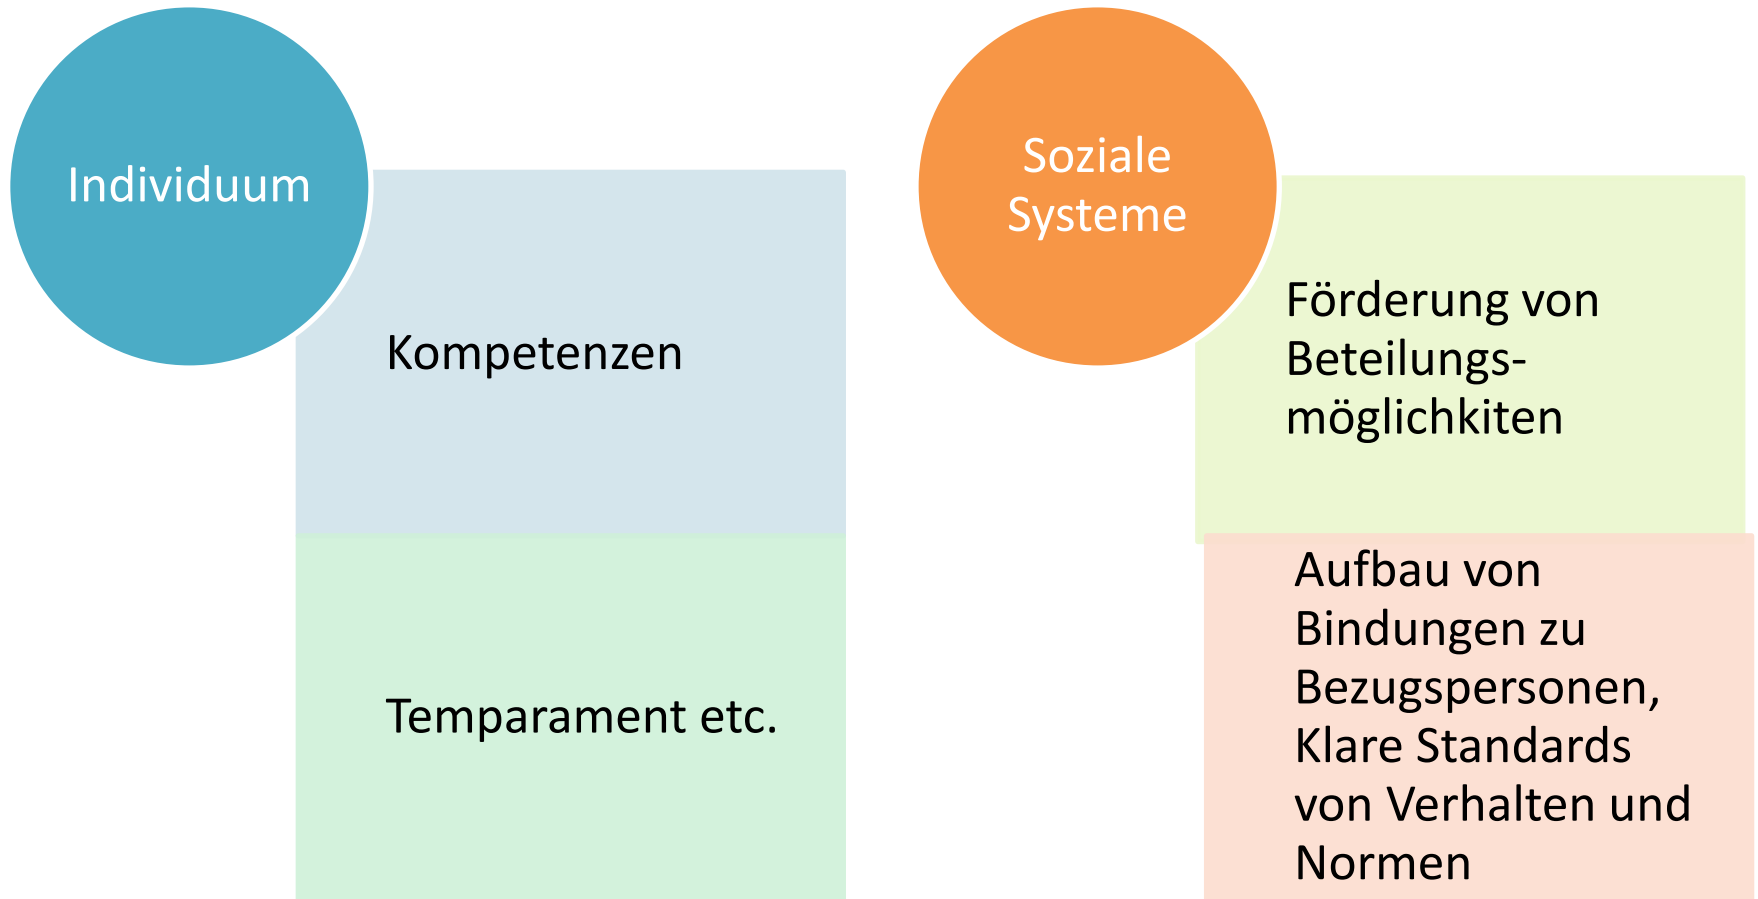 Individuum
Kompetenzen
Temparament etc.
Soziale
Systeme
Förderung von
Beteilungs-
möglichkiten
Aufbau von
Bindungen zu
Bezugspersonen,
Klare Standards
von Verhalten und
Normen